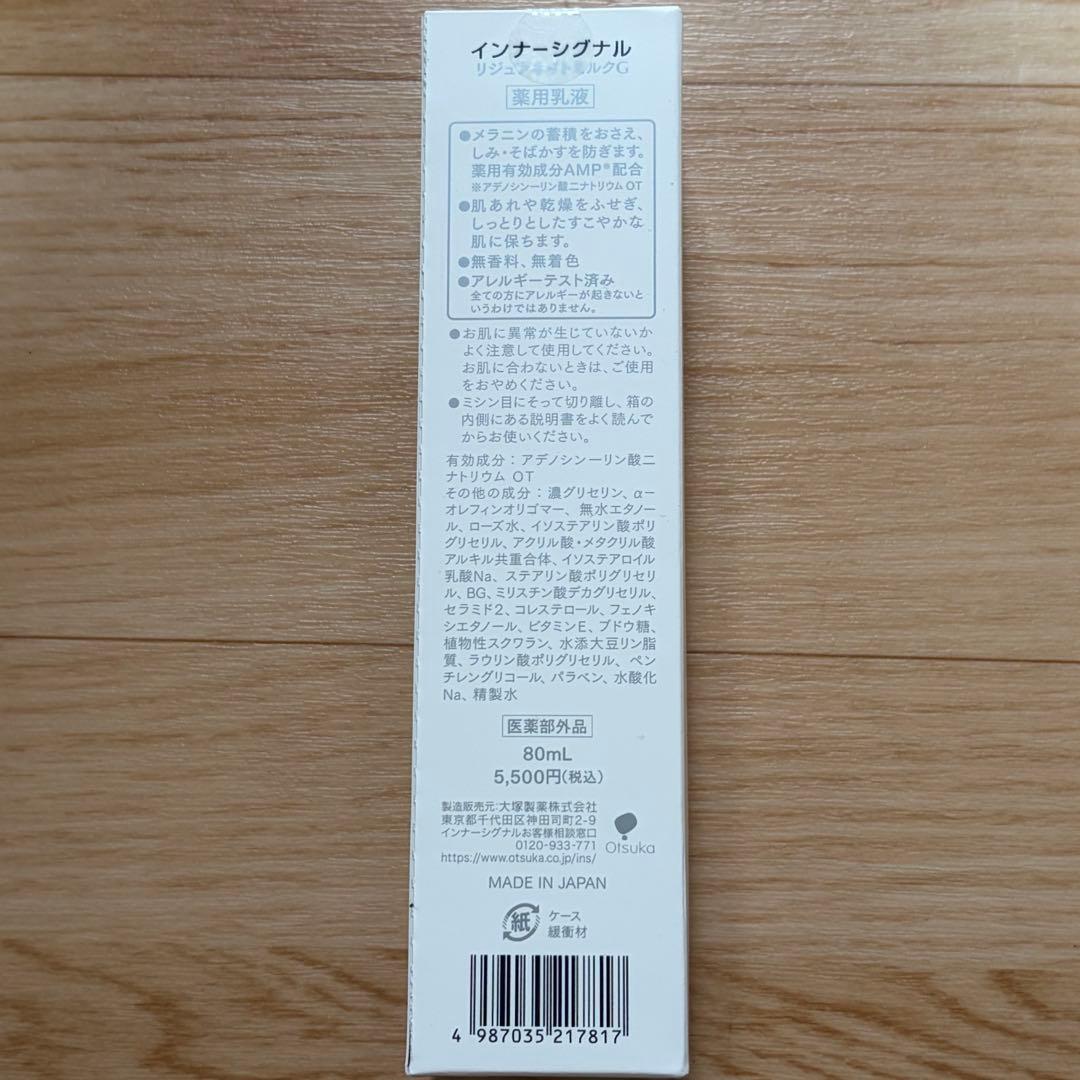 インナーシグナル
リジュブネイトミルクG
薬用乳液
●メラニンの蓄積をおさえ、
しみ・そばかすを防ぎます。
薬用有効成分AMP※配合
※アデノシン一リン酸二ナトリウム OT
●肌あれや乾燥をふせぎ、
しっとりとしたすこやかな
肌に保ちます。
●無香料、無着色
●アレルギーテスト済み
全ての方にアレルギーが起きないと
いうわけではありません。
●お肌に異常が生じていないか
よく注意して使用してください。
お肌に合わないときは、ご使用
をおやめください。
●ミシン目にそって切り離し、箱の
内側にある説明書をよく読んで
からお使いください。
有効成分：アデノシン一リン酸二
ナトリウム OT
その他の成分：濃グリセリン、α-
オレフィンオリゴマー、無水エタノー
ル、ローズ水、イソステアリン酸ポリ
グリセリル、アクリル酸・メタクリル酸
アルキル共重合体、イソステアロイル
乳酸Na、ステアリン酸ポリグリセリ
ル、BG、ミリスチン酸デカグリセリル、
セラミド2、コレステロール、フェノキ
シエタノール、ビタミンE、ブドウ糖、
植物性スクワラン、水添大豆リン脂
質、ラウリン酸ポリグリセリル、ペン
チレングリコール、パラベン、水酸化
Na、精製水
医薬部外品
80mL
5,500円(税込)
製造販売元：大塚製薬株式会社
東京都千代田区神田司町2-9
インナーシグナルお客様相談窓口
0120-933-771
https://www.otsuka.co.jp/ins/
Otsuka
MADE IN JAPAN
紙 ケース
緩衝材
4 987035 217817